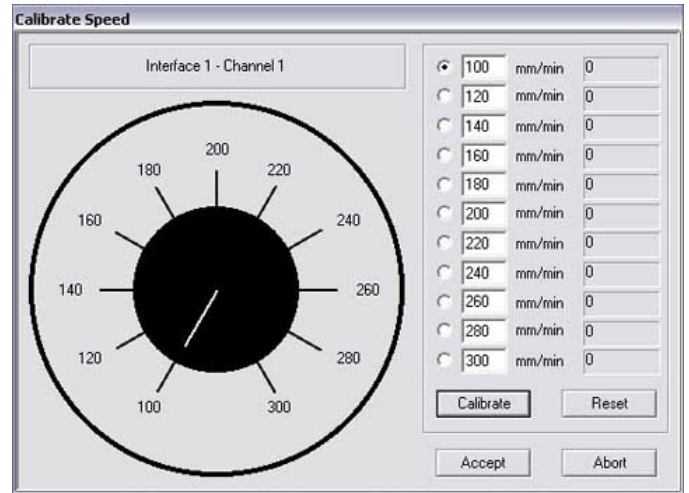 Calibrate Speed
Interface 1 - Channel 1
200
180 220
160 240
140 260
120 280
100 300
100 mm/min 0
120 mm/min 0
140 mm/min 0
160 mm/min 0
180 mm/min 0
200 mm/min 0
220 mm/min 0
240 mm/min 0
260 mm/min 0
280 mm/min 0
300 mm/min 0
Calibrate Reset
Accept Abort